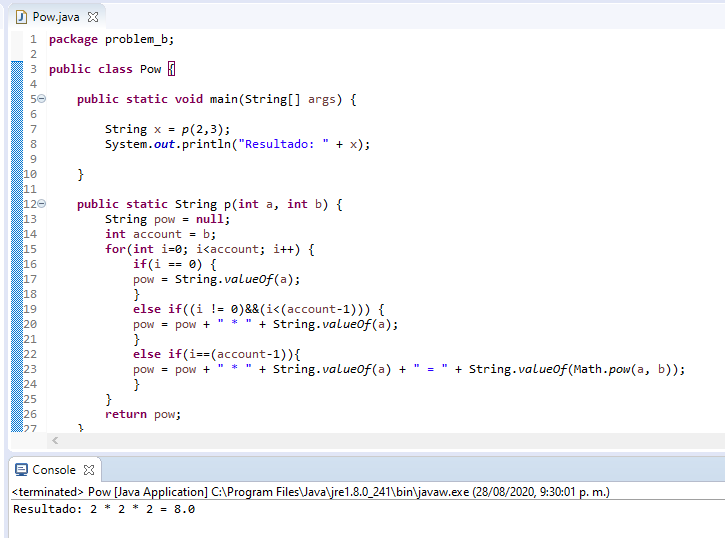 Pow.java
1 package problem_b;
2
3 public class Pow {
4
5 public static void main(String[] args) {
6
7 String x = p(2,3);
8 System.out.println("Resultado: " + x);
9
10 }
11
12 public static String p(int a, int b) {
13 String pow = null;
14 int account = b;
15 for(int i=0; i<account; i++) {
16 if(i == 0) {
17 pow = String.valueOf(a);
18 }
19 else if((i != 0)&&(i<(account-1))) {
20 pow = pow + " * " + String.valueOf(a);
21 }
22 else if(i==(account-1)){
23 pow = pow + " * " + String.valueOf(a) + " = " + String.valueOf(Math.pow(a, b));
24 }
25 }
26 return pow;
27 }
Console
<terminated> Pow [Java Application] C:\Program Files\Java\jre1.8.0_241\bin\javaw.exe (28/08/2020, 9:30:01 p. m.)
Resultado: 2 * 2 * 2 = 8.0